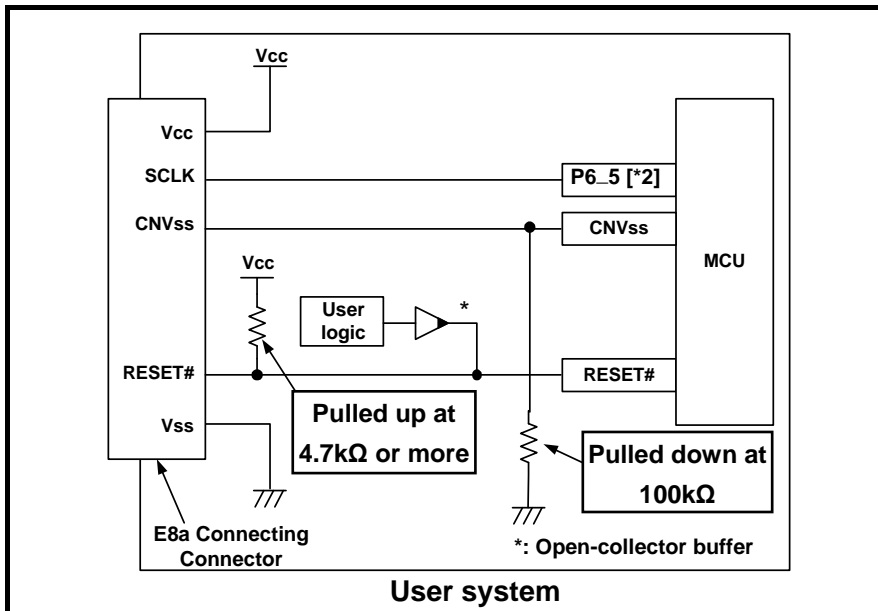 Vcc
Vcc
SCLK
P6_5 [*2]
CNVss
CNVss
MCU
Vcc
*
User
logic
RESET#
RESET#
Pulled up at
4.7kΩ or more
Vss
Pulled down at
100kΩ
E8a Connecting
Connector
*: Open-collector buffer
User system